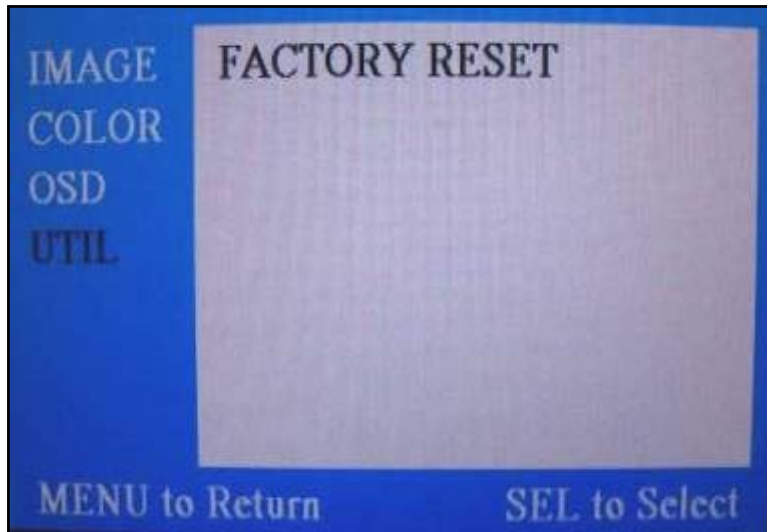 IMAGE
FACTORY RESET
COLOR
OSD
UTIL
MENU to Return
SEL to Select